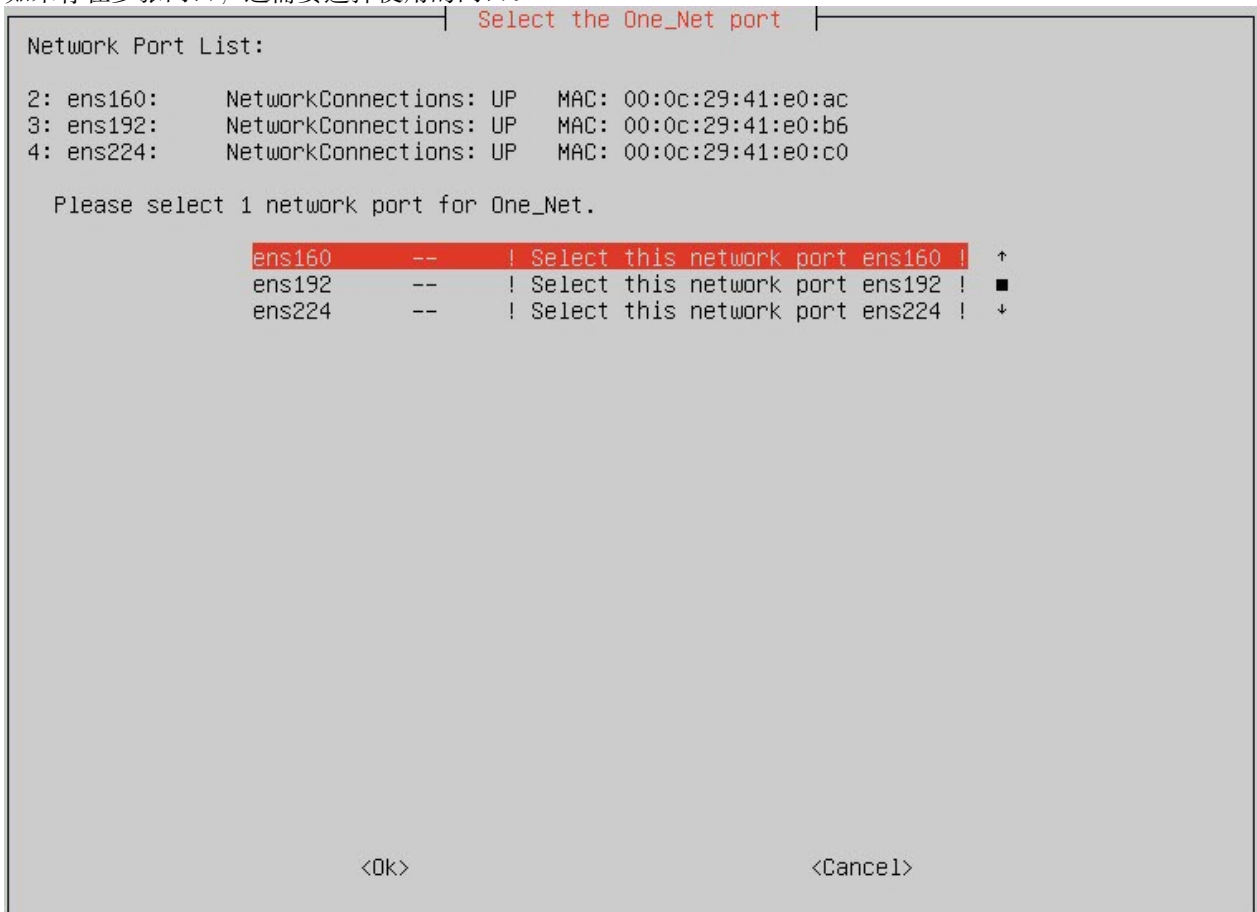 Select the One_Net port
Network Port List:
2: ens160: NetworkConnections: UP MAC: 00:0c:29:41:e0:ac
3: ens192: NetworkConnections: UP MAC: 00:0c:29:41:e0:b6
4: ens224: NetworkConnections: UP MAC: 00:0c:29:41:e0:c0
Please select 1 network port for One_Net.
ens160 -- ! Select this network port ens160 ! ↑
ens192 -- ! Select this network port ens192 ! ■
ens224 -- ! Select this network port ens224 ! ↓
<Ok> <Cancel>